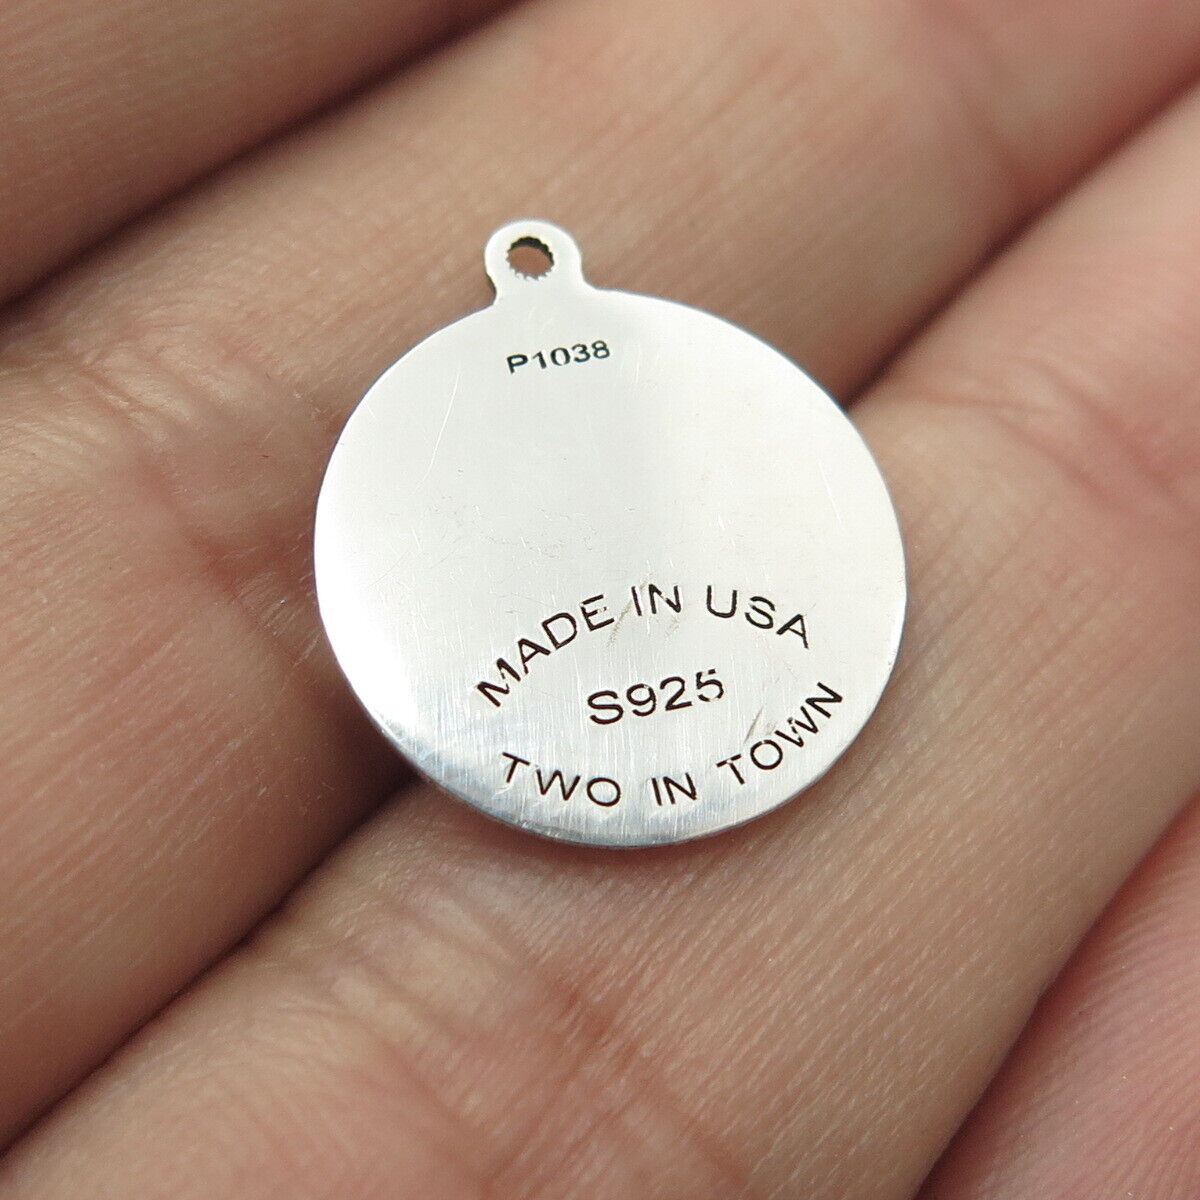 P1038
MADE IN USA
S925
TWO IN TOWN